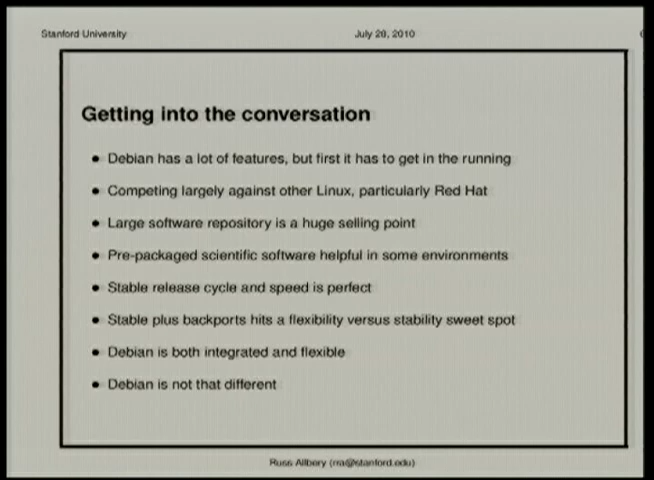 Stanford University
July 28, 2010
Getting into the conversation
Debian has a lot of features, but first it has to get in the running
Competing largely against other Linux, particularly Red Hat
Large software repository is a huge selling point
Pre-packaged scientific software helpful in some environments
Stable release cycle and speed is perfect
Stable plus backports hits a flexibility versus stability sweet spot
Debian is both integrated and flexible
Debian is not that different
Russ Allbery (rra@stanford.edu)